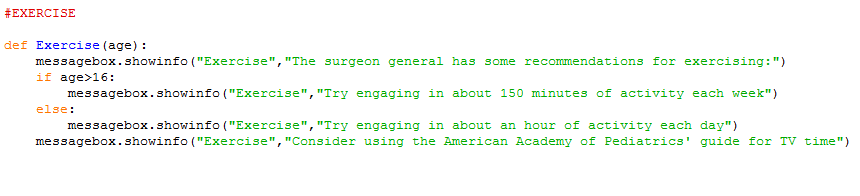 #EXERCISE
def Exercise(age):
    messagebox.showinfo("Exercise","The surgeon general has some recommendations for exercising:")
    if age>16:
        messagebox.showinfo("Exercise","Try engaging in about 150 minutes of activity each week")
    else:
        messagebox.showinfo("Exercise","Try engaging in about an hour of activity each day")
    messagebox.showinfo("Exercise","Consider using the American Academy of Pediatrics' guide for TV time")